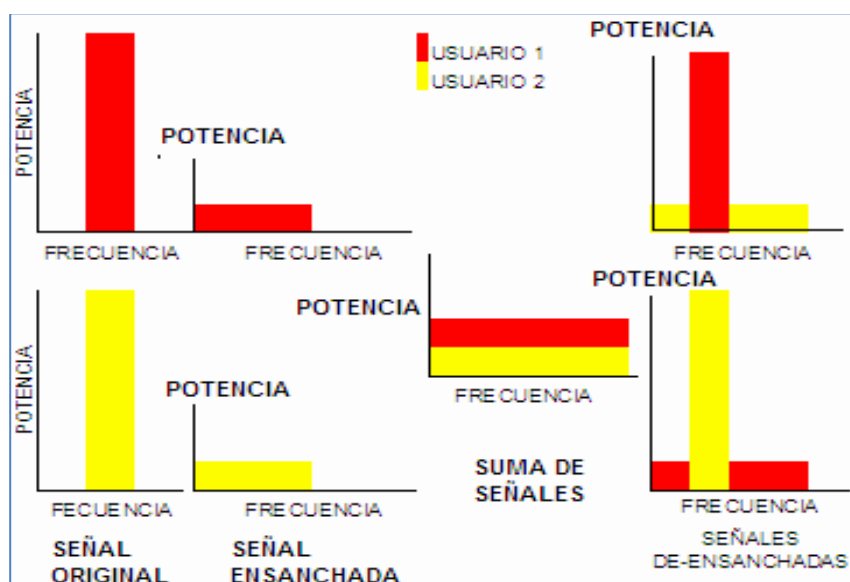 USUARIO 1
USUARIO 2
POTENCIA
POTENCIA
POTENCIA
FRECUENCIA
FRECUENCIA
FRECUENCIA
POTENCIA
POTENCIA
FRECUENCIA
POTENCIA
POTENCIA
FECUENCIA
FRECUENCIA
FRECUENCIA
SUMA DE
SEÑALES
SEÑAL
ORIGINAL
SEÑAL
ENSANCHADA
SEÑALES
DE-ENSANCHADAS